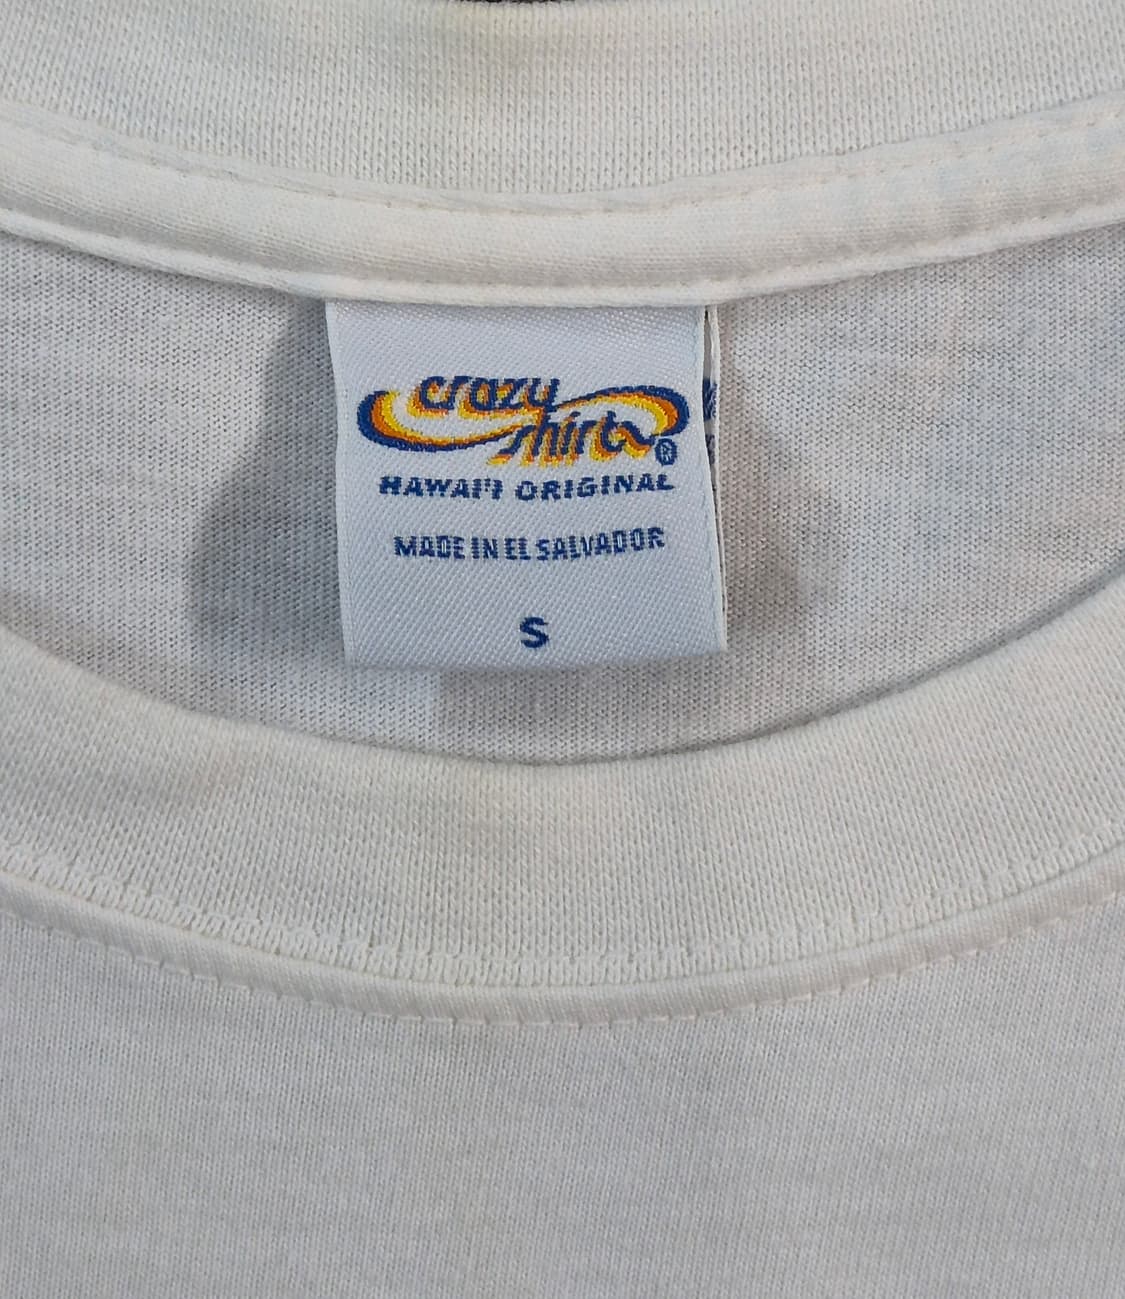 crazy
shirts®
HAWAI'I ORIGINAL
MADE IN EL SALVADOR
S